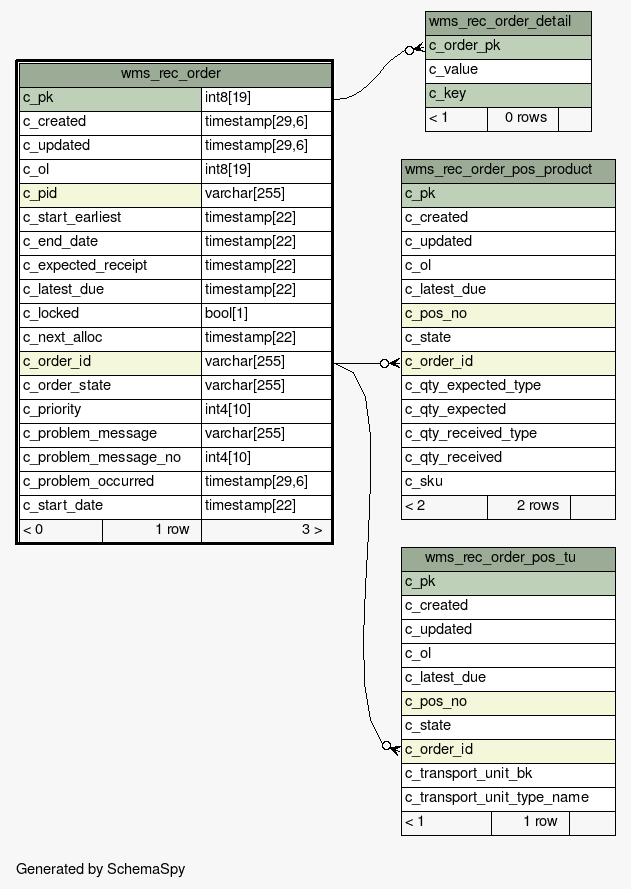 wms_rec_order
c_pk int8[19]
c_created timestamp[29,6]
c_updated timestamp[29,6]
c_ol int8[19]
c_pid varchar[255]
c_start_earliest timestamp[22]
c_end_date timestamp[22]
c_expected_receipt timestamp[22]
c_latest_due timestamp[22]
c_locked bool[1]
c_next_alloc timestamp[22]
c_order_id varchar[255]
c_order_state varchar[255]
c_priority int4[10]
c_problem_message varchar[255]
c_problem_message_no int4[10]
c_problem_occurred timestamp[29,6]
c_start_date timestamp[22]
< 0 1 row 3 >
wms_rec_order_detail
c_order_pk
c_value
c_key
< 1 0 rows
wms_rec_order_pos_product
c_pk
c_created
c_updated
c_ol
c_latest_due
c_pos_no
c_state
c_order_id
c_qty_expected_type
c_qty_expected
c_qty_received_type
c_qty_received
c_sku
< 2 2 rows
wms_rec_order_pos_tu
c_pk
c_created
c_updated
c_ol
c_latest_due
c_pos_no
c_state
c_order_id
c_transport_unit_bk
c_transport_unit_type_name
< 1 1 row
Generated by SchemaSpy